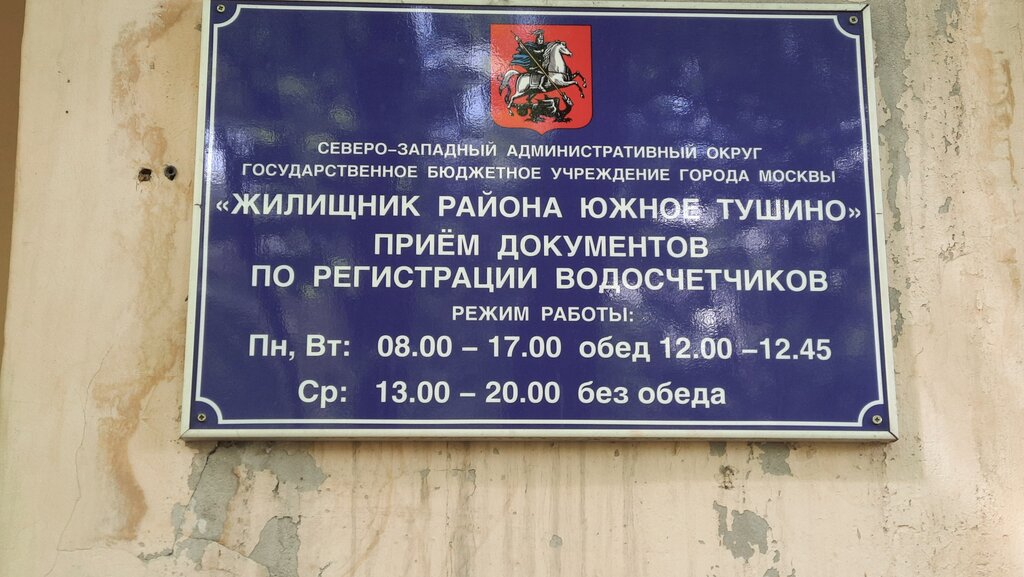 СЕВЕРО-ЗАПАДНЫЙ АДМИНИСТРАТИВНЫЙ ОКРУГ
ГОСУДАРСТВЕННОЕ БЮДЖЕТНОЕ УЧРЕЖДЕНИЕ ГОРОДА МОСКВЫ
«ЖИЛИЩНИК РАЙОНА ЮЖНОЕ ТУШИНО»
ПРИЁМ ДОКУМЕНТОВ
ПО РЕГИСТРАЦИИ ВОДОСЧЕТЧИКОВ
РЕЖИМ РАБОТЫ:
Пн, Вт: 08.00 – 17.00 обед 12.00 –12.45
Ср: 13.00 – 20.00 без обеда